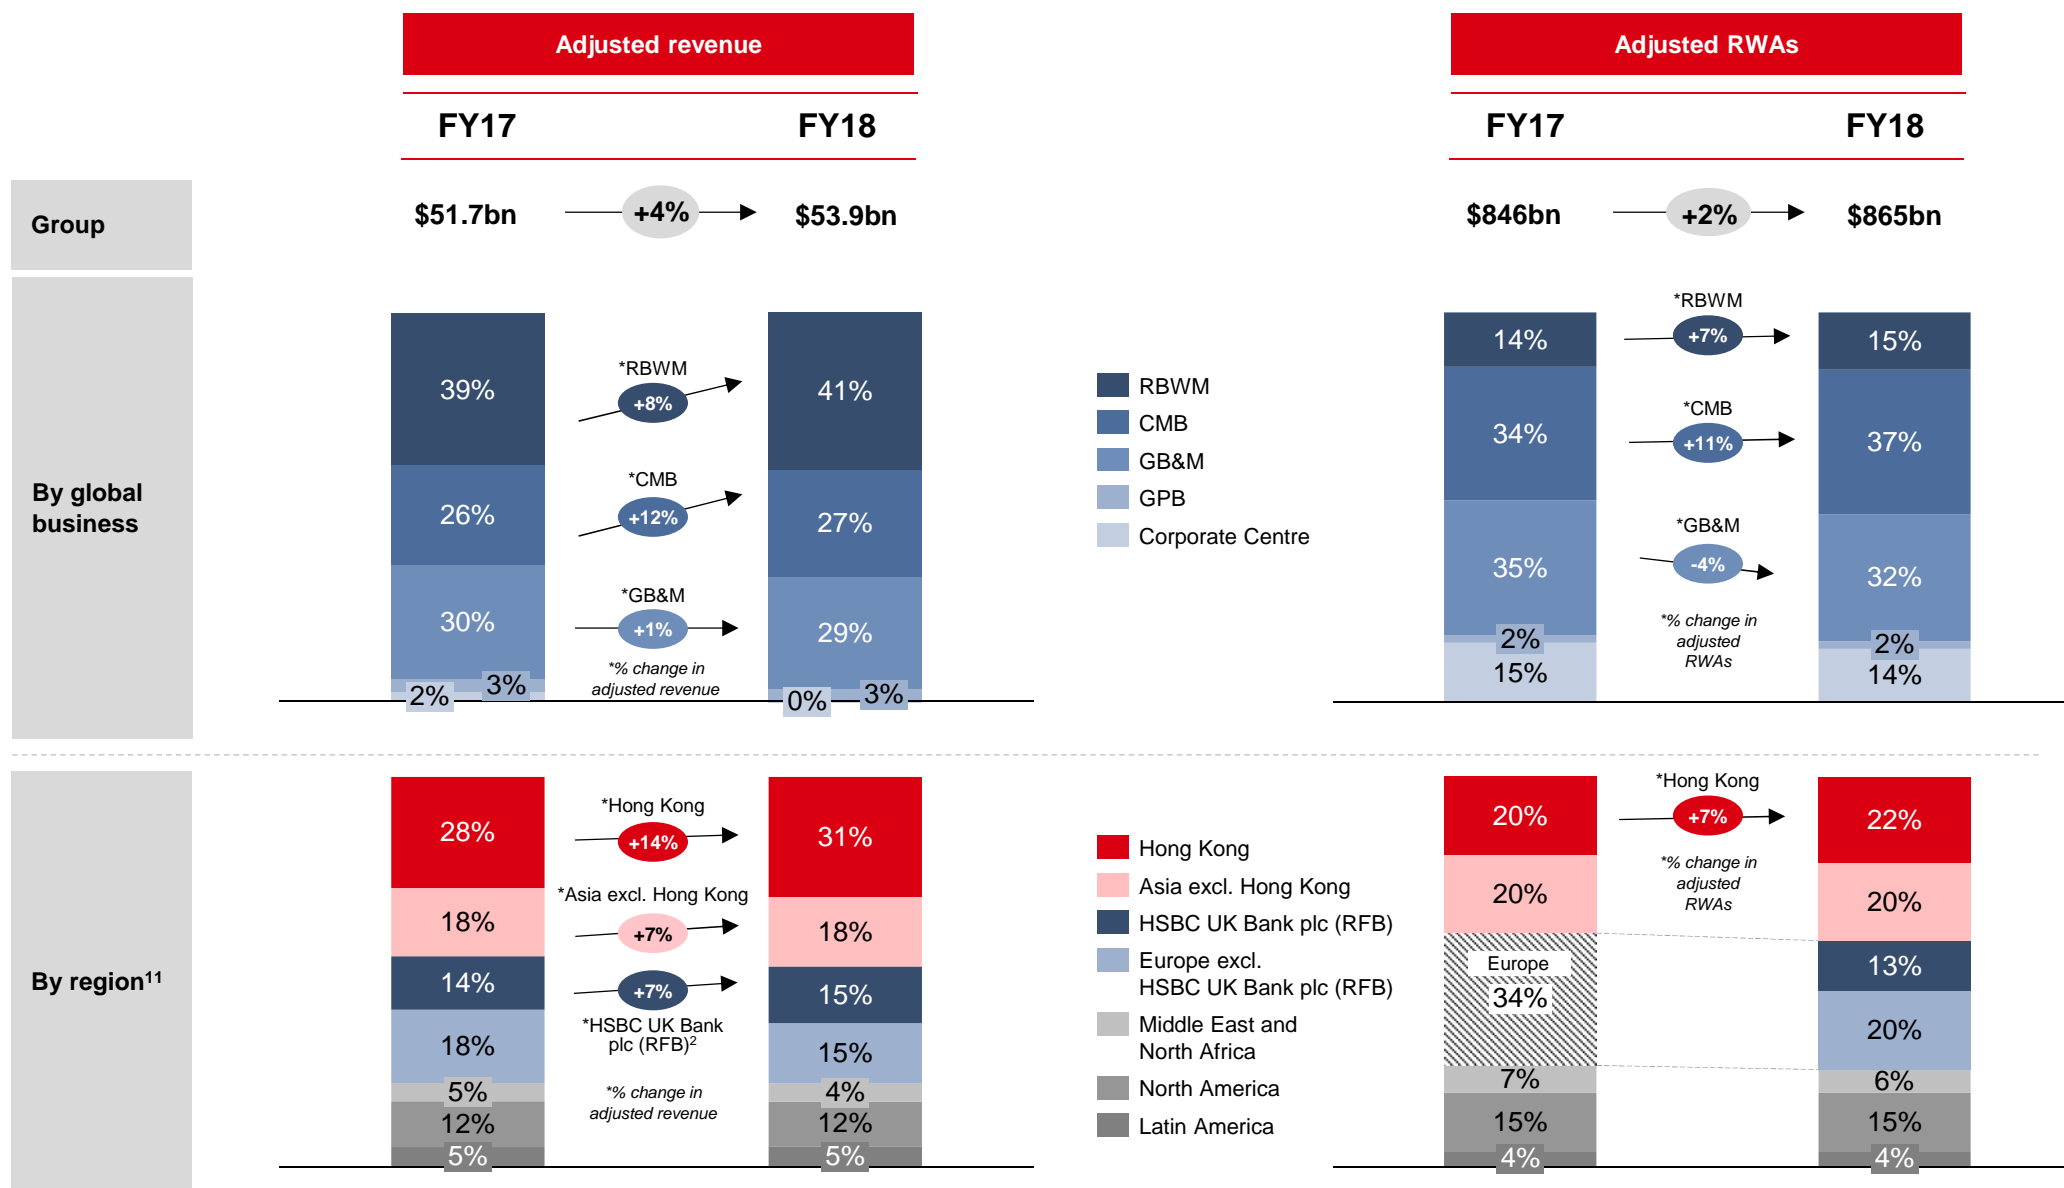 Adjusted revenue
Adjusted RWAs
FY17
FY18
FY17
FY18
Group
$51.7bn
+4%
$53.9bn
$846bn
+2%
$865bn
By global
business
39%
26%
30%
2%
3%
*RBWM
+8%
*CMB
+12%
*GB&M
+1%
*% change in
adjusted revenue
41%
27%
29%
0%
3%
RBWM
CMB
GB&M
GPB
Corporate Centre
14%
34%
35%
2%
15%
*RBWM
+7%
*CMB
+11%
*GB&M
-4%
*% change in
adjusted
RWAs
15%
37%
32%
2%
14%
By region11
28%
18%
14%
18%
5%
12%
5%
*Hong Kong
+14%
*Asia excl. Hong Kong
+7%
+7%
*HSBC UK Bank
plc (RFB)2
*% change in
adjusted revenue
31%
18%
15%
15%
4%
12%
5%
Hong Kong
Asia excl. Hong Kong
HSBC UK Bank plc (RFB)
Europe excl.
HSBC UK Bank plc (RFB)
Middle East and
North Africa
North America
Latin America
20%
20%
Europe
34%
7%
15%
4%
*Hong Kong
+7%
*% change in
adjusted
RWAs
22%
20%
13%
20%
6%
15%
4%